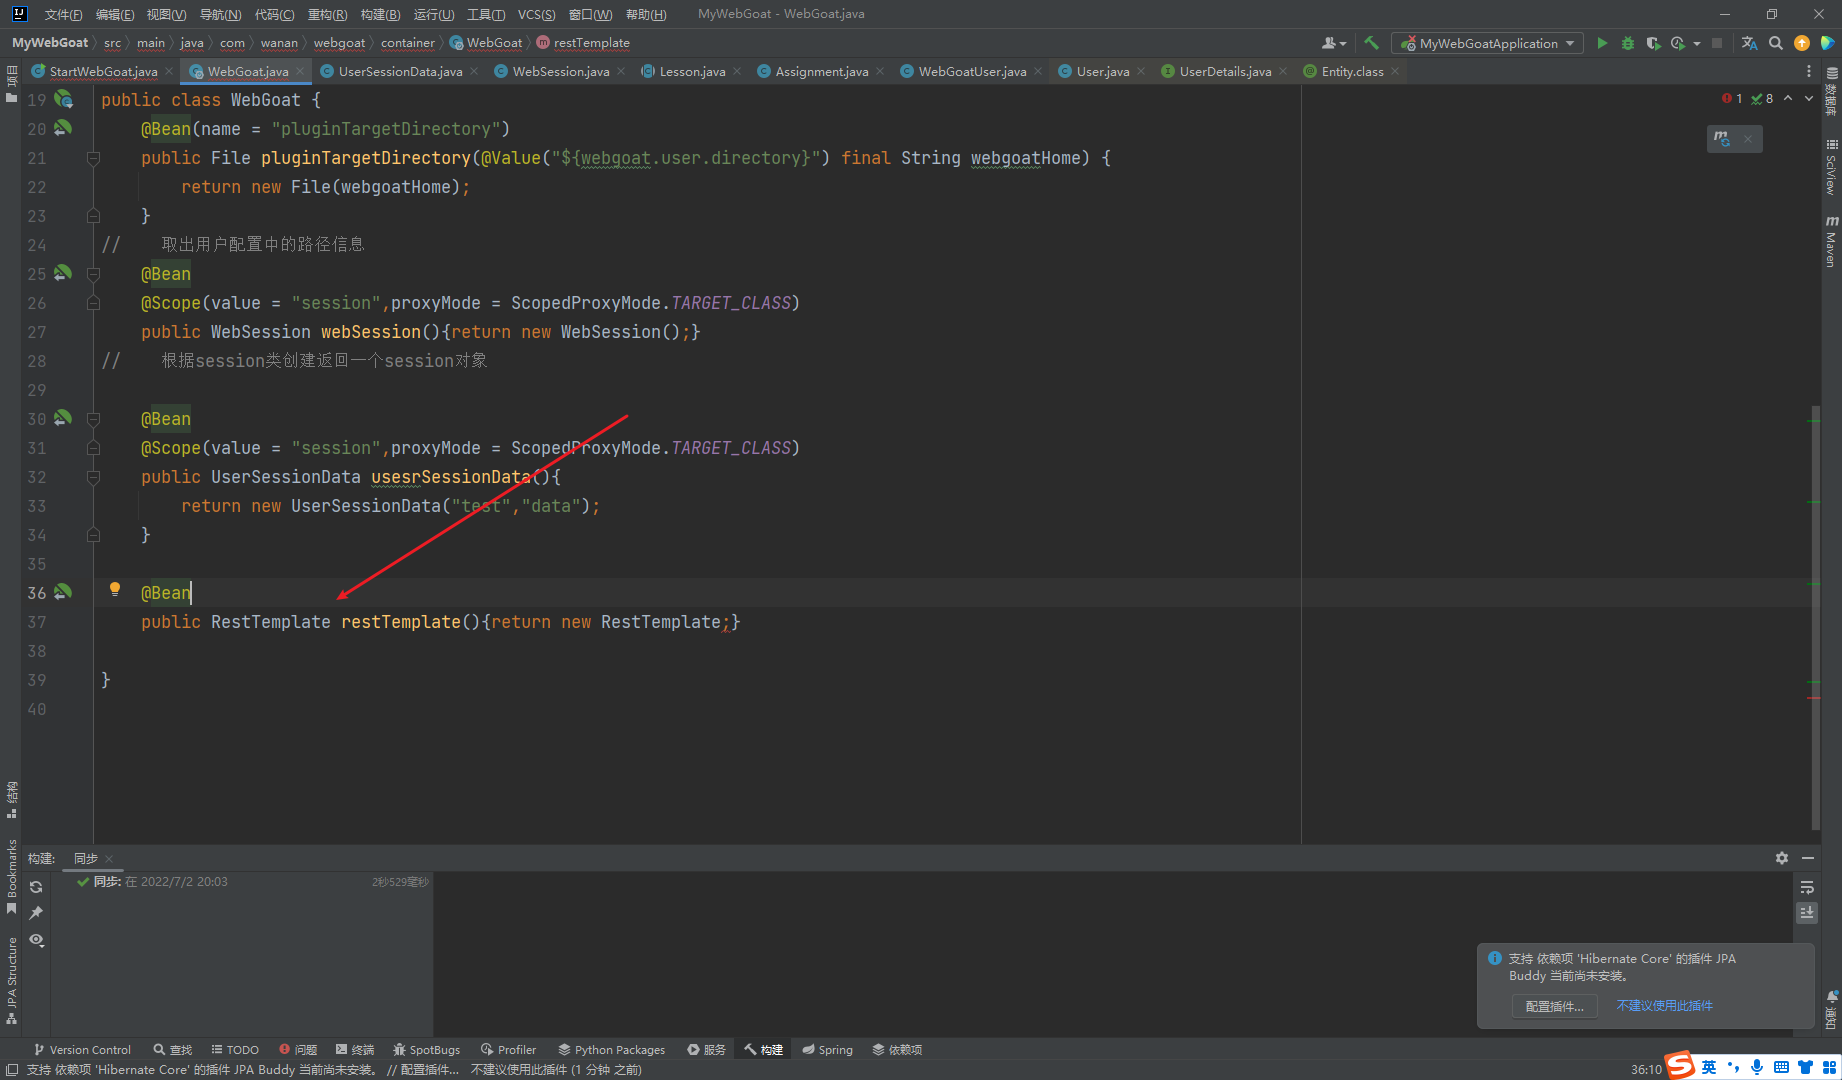 文件(F) 编辑(E) 视图(V) 导航(N) 代码(C) 重构(R) 构建(B) 运行(U) 工具(T) VCS(S) 窗口(W) 帮助(H) MyWebGoat - WebGoat.java
MyWebGoat src main java com wanan webgoat container WebGoat restTemplate MyWebGoatApplication
StartWebGoat.java WebGoat.java UserSessionData.java WebSession.java Lesson.java Assignment.java WebGoatUser.java User.java UserDetails.java Entity.class
1 8
19 public class WebGoat {
20 @Bean(name = "pluginTargetDirectory")
21 public File pluginTargetDirectory(@Value("${webgoat.user.directory}") final String webgoatHome) {
22 return new File(webgoatHome);
23 }
24 // 取出用户配置中的路径信息
25 @Bean
26 @Scope(value = "session",proxyMode = ScopedProxyMode.TARGET_CLASS)
27 public WebSession webSession(){return new WebSession();}
28 // 根据session类创建返回一个session对象
29
30 @Bean
31 @Scope(value = "session",proxyMode = ScopedProxyMode.TARGET_CLASS)
32 public UserSessionData usesrSessionData(){
33 return new UserSessionData("test","data");
34 }
35
36 @Bean
37 public RestTemplate restTemplate(){return new RestTemplate;}
38
39 }
40
项目
结构
Bookmarks
JPA Structure
数据库
SciView
Maven
通知
构建: 同步
同步: 在 2022/7/2 20:03 2秒529毫秒
支持 依赖项 'Hibernate Core' 的插件 JPA
Buddy 当前尚未安装。
配置插件... 不建议使用此插件
Version Control 查找 TODO 问题 终端 SpotBugs Profiler Python Packages 服务 构建 Spring 依赖项
支持 依赖项 'Hibernate Core' 的插件 JPA Buddy 当前尚未安装。 // 配置插件... 不建议使用此插件 (1 分钟 之前) 36:10 英